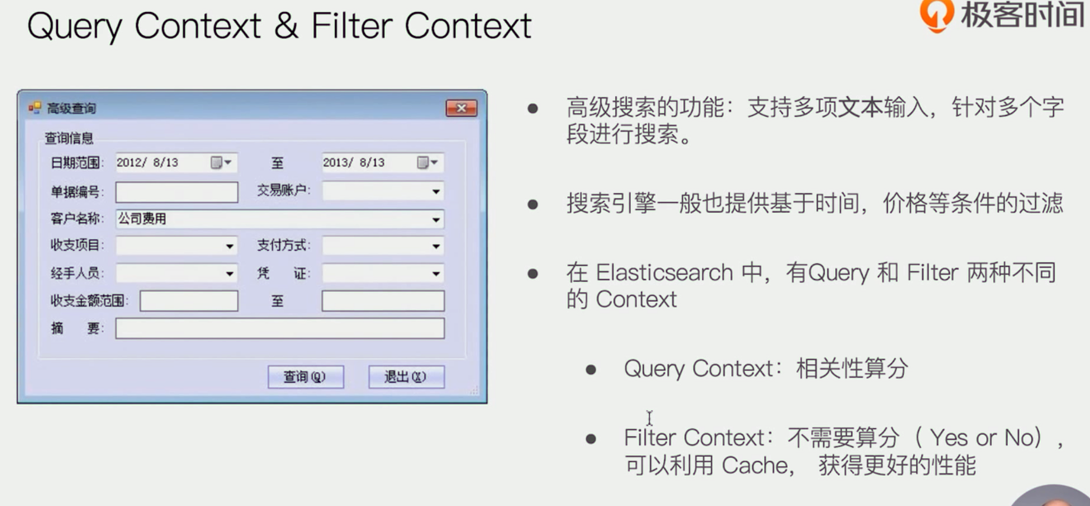 Query Context & Filter Context
极客时间
高级查询
查询信息
日期范围: 2012/ 8/13 至 2013/ 8/13
单据编号: 交易账户:
客户名称: 公司费用
收支项目: 支付方式:
经手人员: 凭 证:
收支金额范围: 至
摘 要:
查询(Q) 退出(X)
高级搜索的功能：支持多项文本输入，针对多个字
段进行搜索。
搜索引擎一般也提供基于时间，价格等条件的过滤
在 Elasticsearch 中，有Query 和 Filter 两种不同
的 Context
Query Context：相关性算分
Filter Context：不需要算分（ Yes or No），
可以利用 Cache， 获得更好的性能